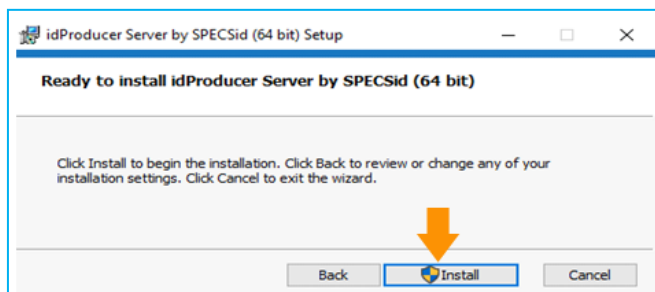 idProducer Server by SPECSid (64 bit) Setup
Ready to install idProducer Server by SPECSid (64 bit)
Click Install to begin the installation. Click Back to review or change any of your
installation settings. Click Cancel to exit the wizard.
Back Install Cancel